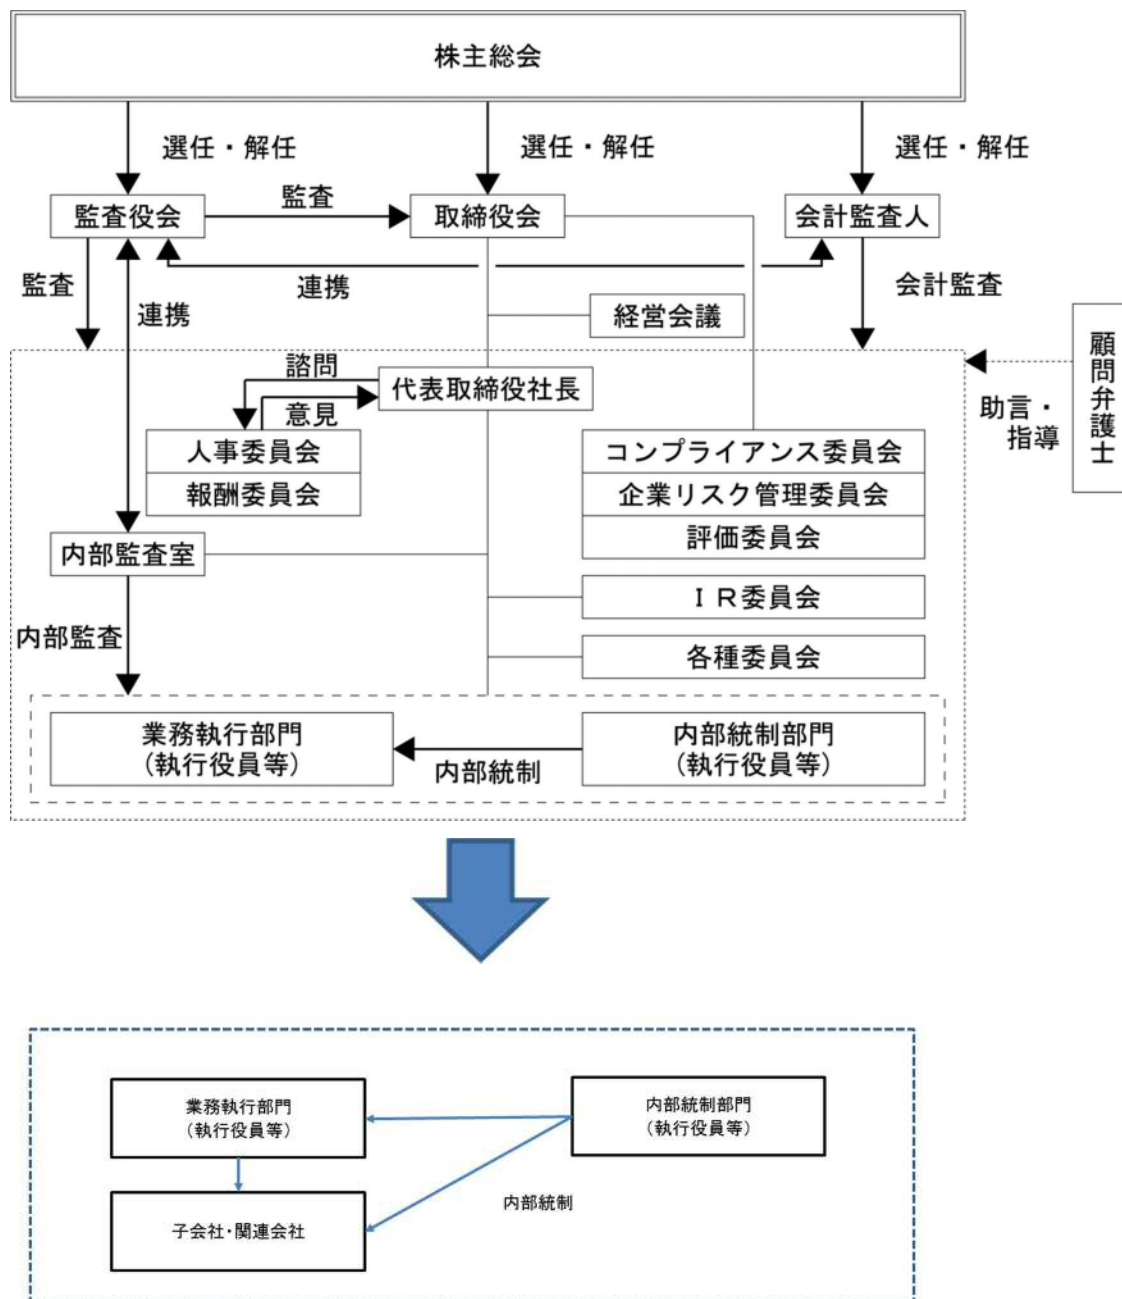 株主総会
選任・解任
選任・解任
選任・解任
監査役会
監査
取締役会
会計監査人
監査
連携
連携
会計監査
経営会議
顧問弁護士
助言・
指導
諮問
代表取締役社長
意見
人事委員会
報酬委員会
コンプライアンス委員会
企業リスク管理委員会
評価委員会
内部監査室
ＩＲ委員会
内部監査
各種委員会
業務執行部門
(執行役員等)
内部統制
内部統制部門
(執行役員等)
業務執行部門
(執行役員等)
内部統制部門
(執行役員等)
内部統制
子会社・関連会社